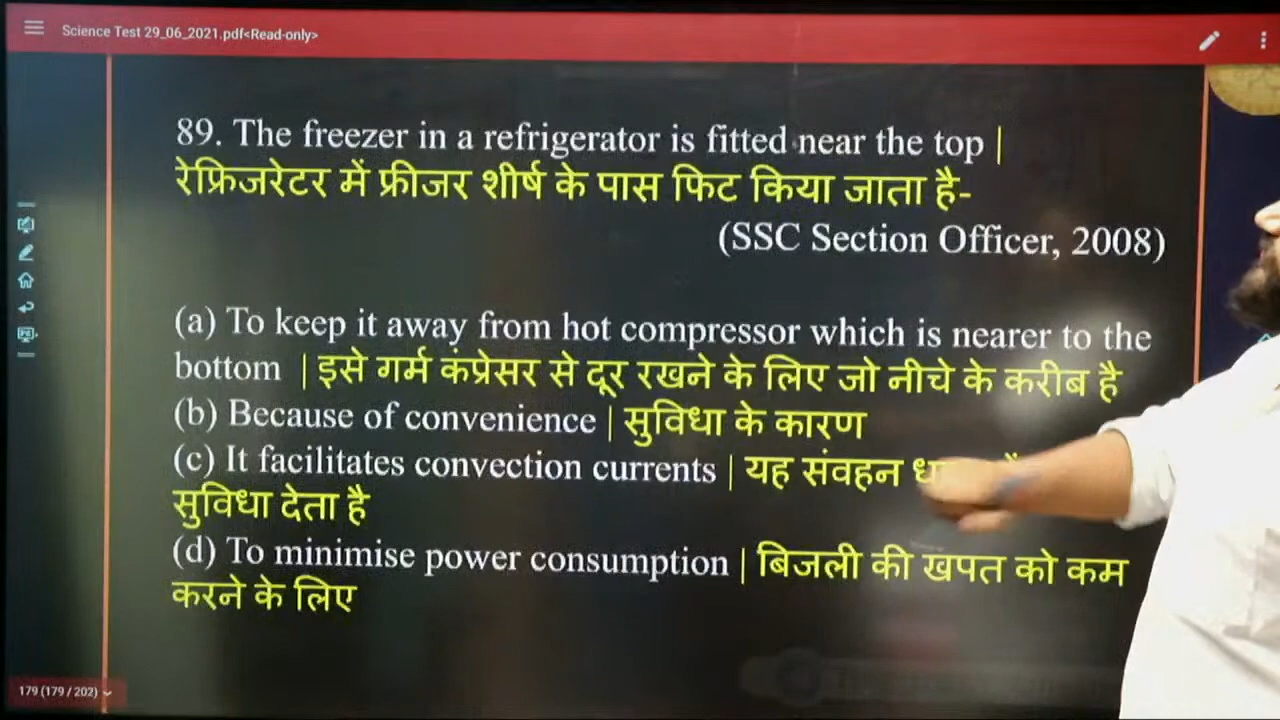 Science Test 29_06_2021.pdf<Read-only>
89. The freezer in a refrigerator is fitted near the top |
रेफ्रिजरेटर में फ्रीजर शीर्ष के पास फिट किया जाता है-
(SSC Section Officer, 2008)
(a) To keep it away from hot compressor which is nearer to the
bottom | इसे गर्म कंप्रेसर से दूर रखने के लिए जो नीचे के करीब है
(b) Because of convenience | सुविधा के कारण
(c) It facilitates convection currents | यह संवहन
सुविधा देता है
(d) To minimise power consumption | बिजली की खपत को कम
करने के लिए
179 (179 / 202)